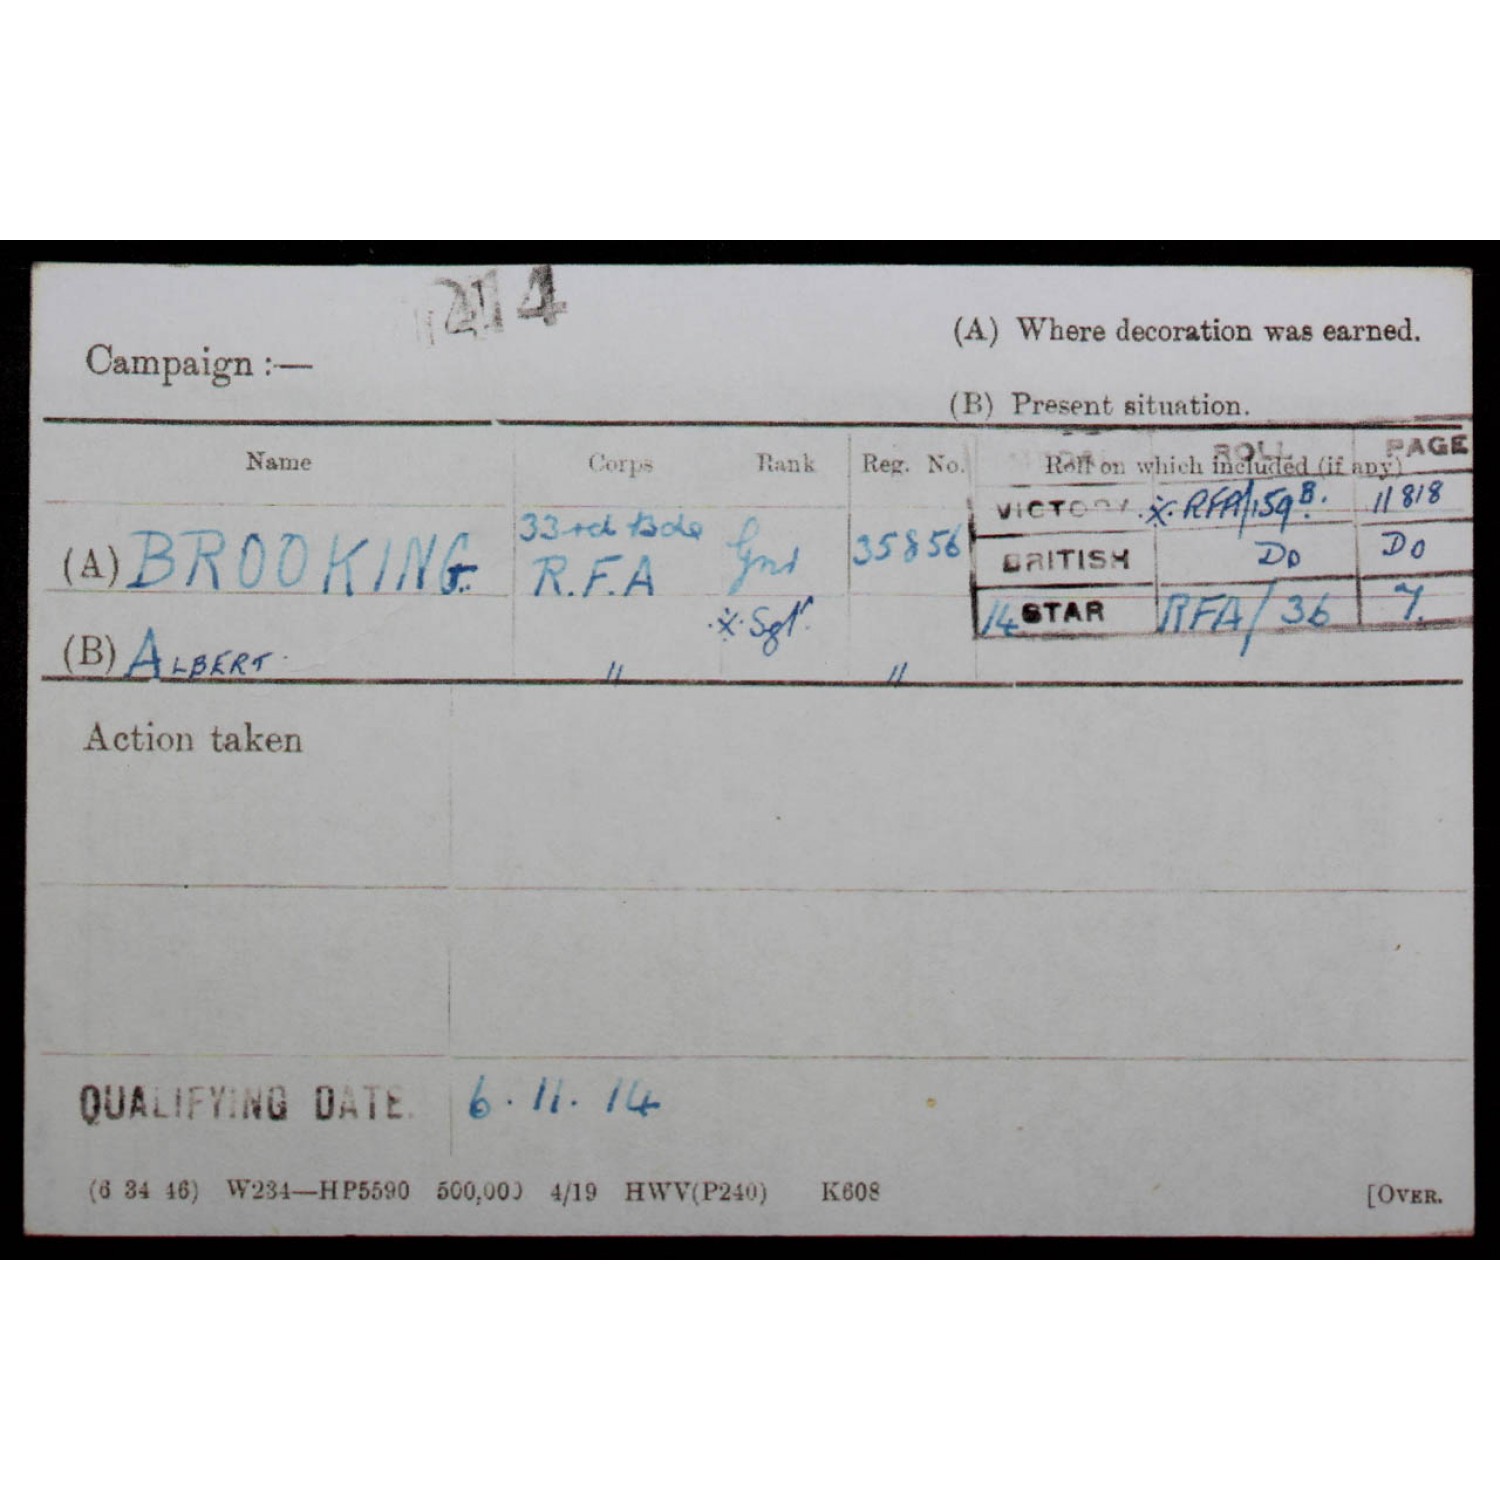 214
Campaign :—
(A) Where decoration was earned.
(B) Present situation.
Name Corps Rank Reg. No. Roll on which included (if any)
MEDAL ROLL PAGE
VICTORY ※ RFA/159 B. 11818
(A) BROOKING. 33rd Bde R.F.A Gnr 35856
BRITISH Do Do
14 STAR RFA/36 7.
(B) ALBERT. " ※ Sgt. "
Action taken
QUALIFYING DATE. 6.11.14
(6 34 46) W234—HP5590 500,000 4/19 HWV(P240) K608 [OVER.